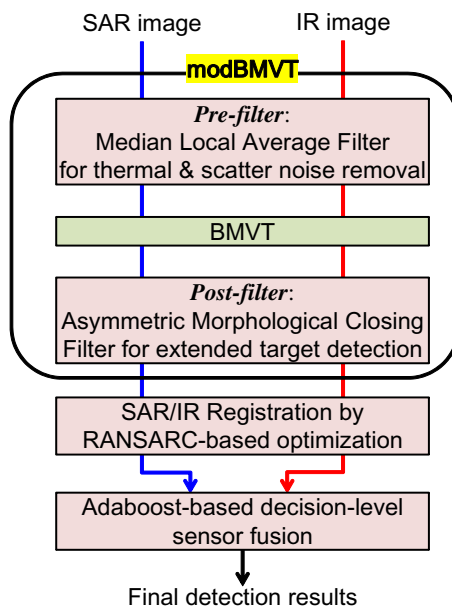 SAR image
IR image
modBMVT
Pre-filter:
Median Local Average Filter
for thermal & scatter noise removal
BMVT
Post-filter:
Asymmetric Morphological Closing
Filter for extended target detection
SAR/IR Registration by
RANSARC-based optimization
Adaboost-based decision-level
sensor fusion
Final detection results